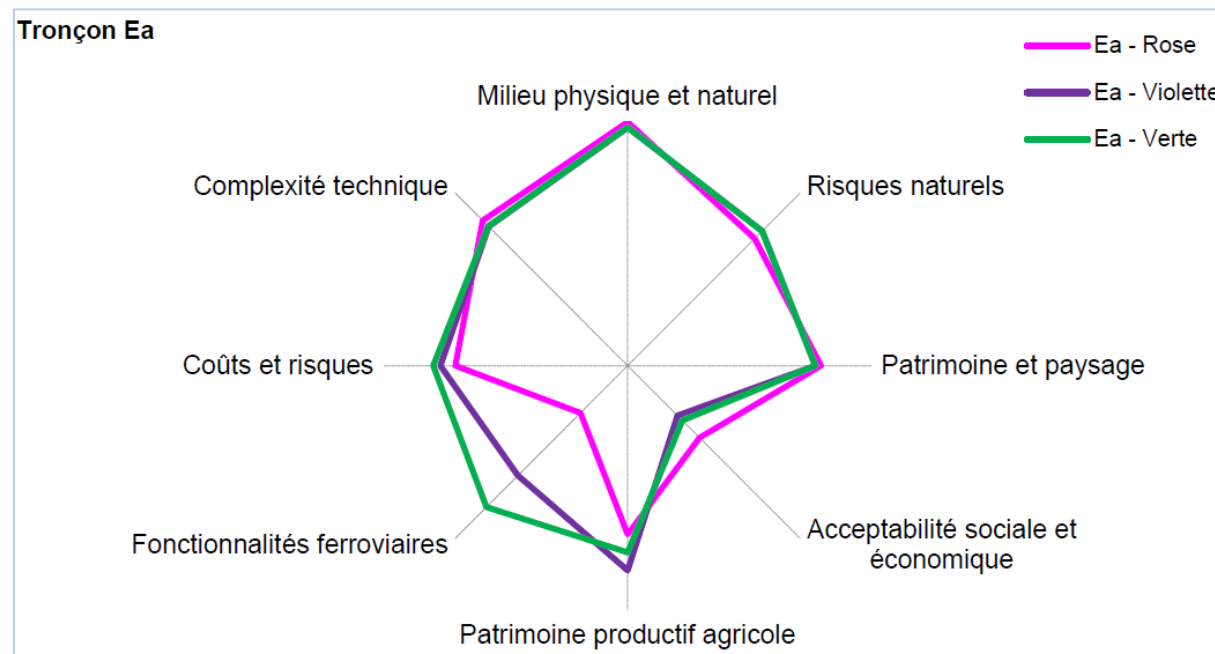 Tronçon Ea
Ea - Rose
Ea - Violette
Ea - Verte
Milieu physique et naturel
Complexité technique
Risques naturels
Coûts et risques
Patrimoine et paysage
Fonctionnalités ferroviaires
Acceptabilité sociale et
économique
Patrimoine productif agricole